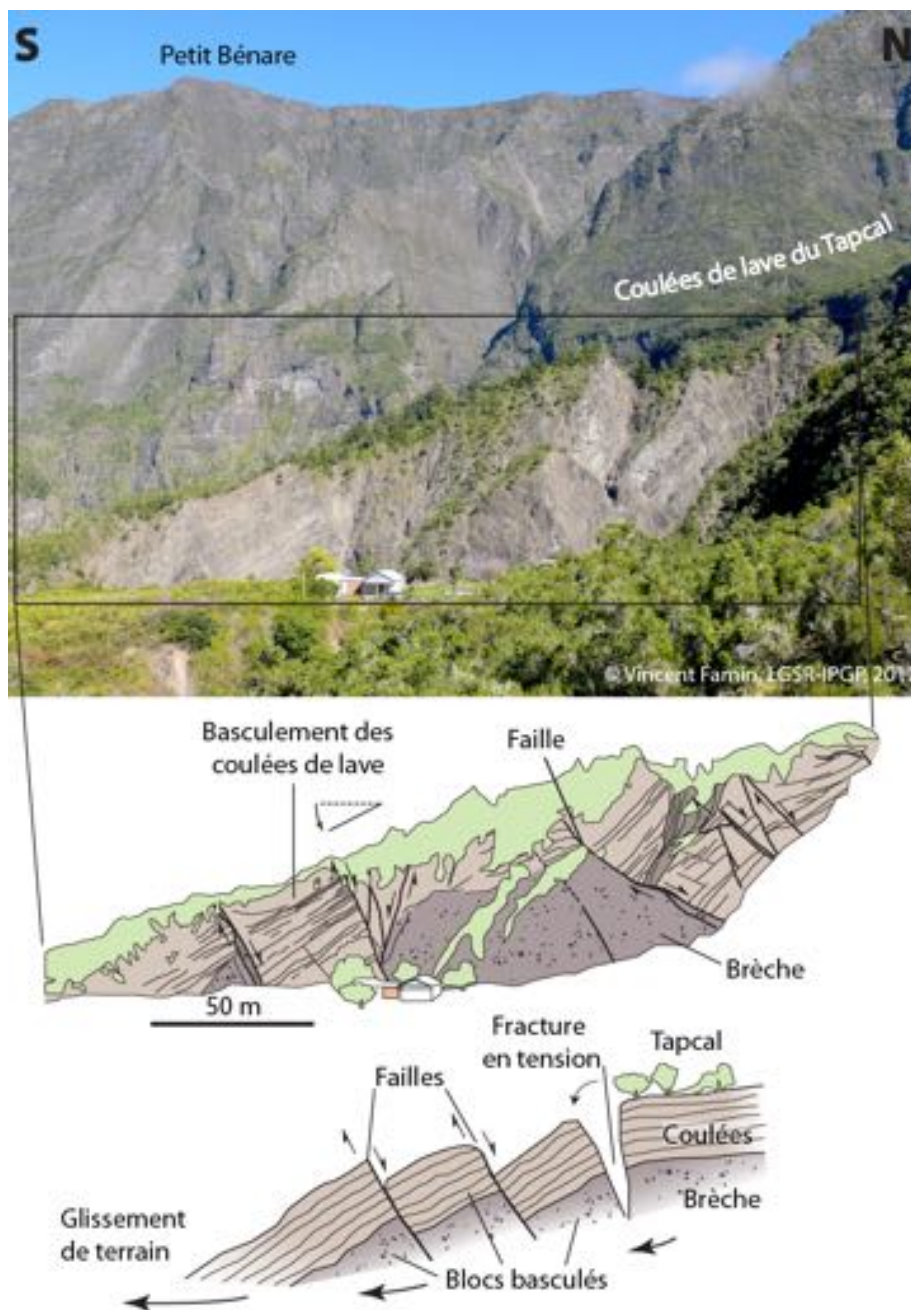 S
Petit Bénare
N
Coulées de lave du Tapcal
© Vincent Famin, LGSR-IPGP,
Basculement des
coulées de lave
Faille
Brèche
50 m
Fracture
en tension
Tapcal
Failles
Coulées
Brèche
Glissement
de terrain
Blocs basculés